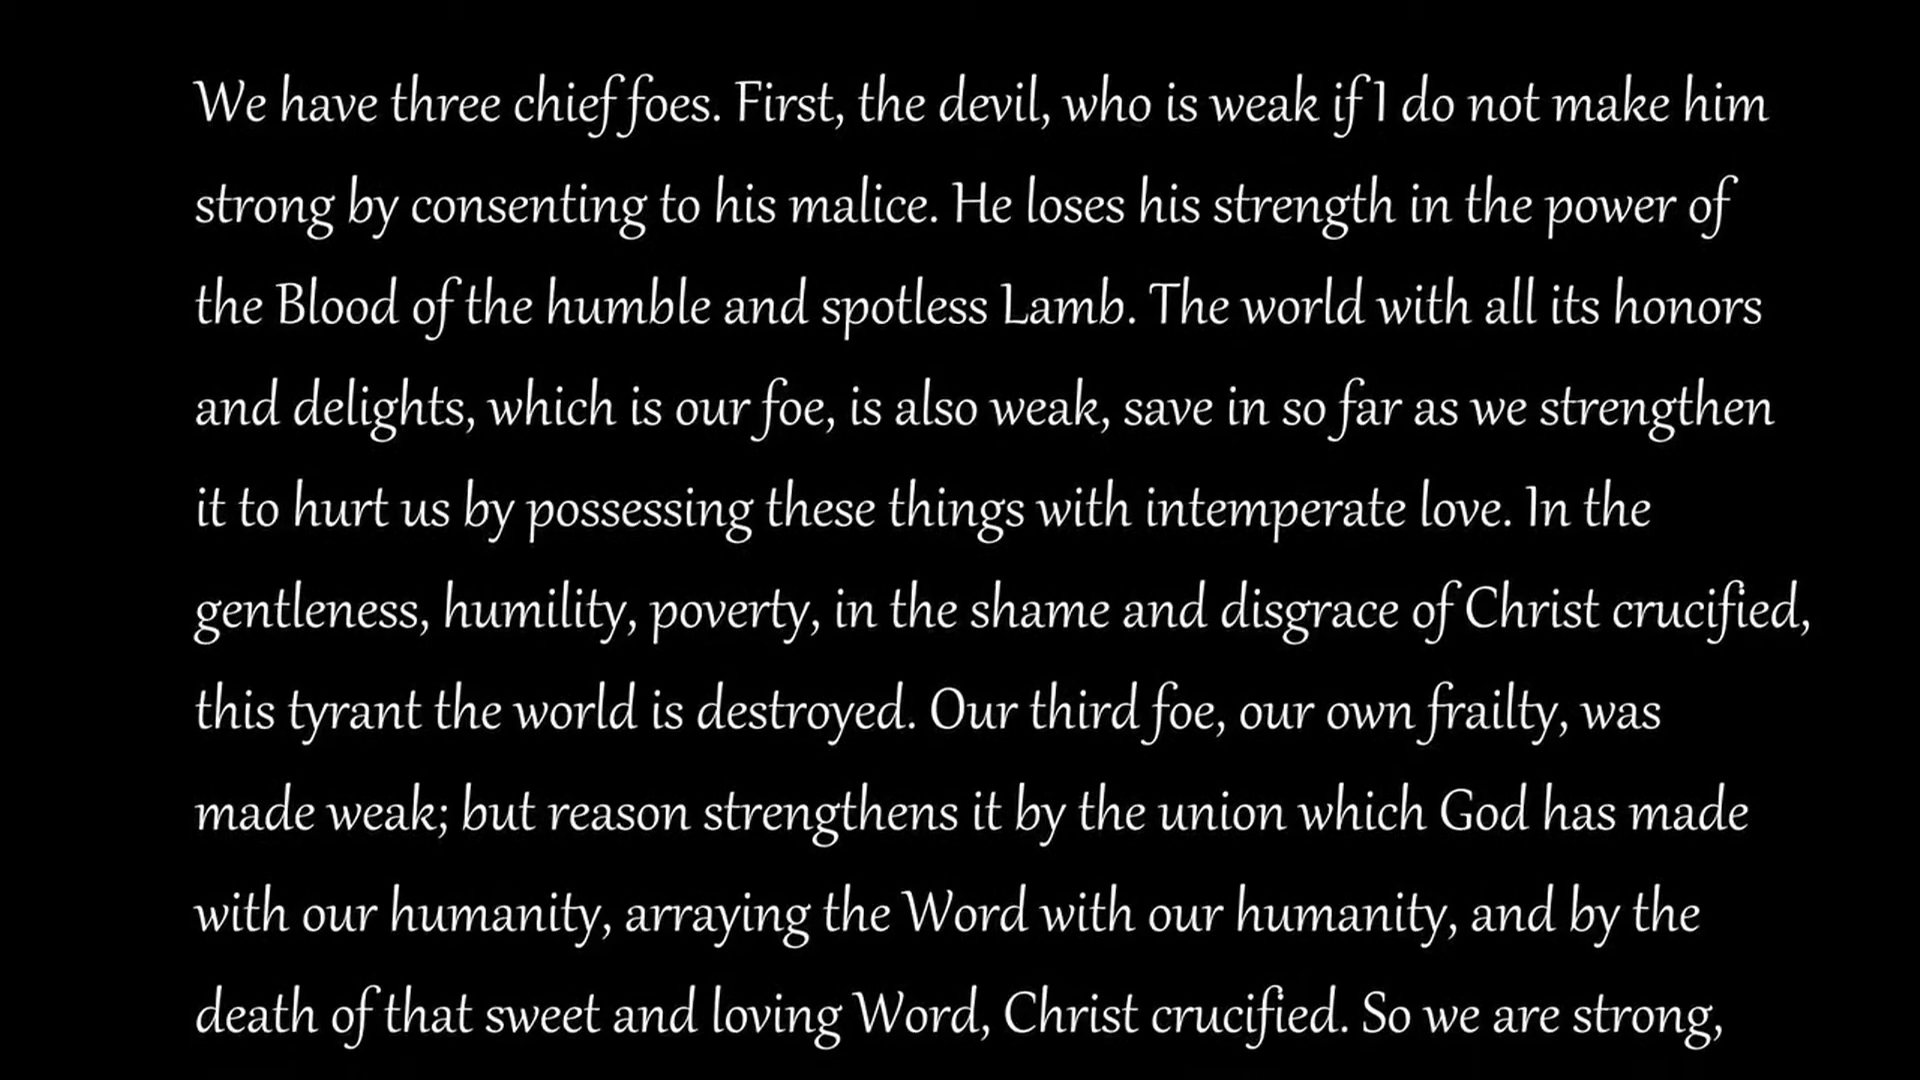 We have three chief foes. First, the devil, who is weak if I do not make him
strong by consenting to his malice. He loses his strength in the power of
the Blood of the humble and spotless Lamb. The world with all its honors
and delights, which is our foe, is also weak, save in so far as we strengthen
it to hurt us by possessing these things with intemperate love. In the
gentleness, humility, poverty, in the shame and disgrace of Christ crucified,
this tyrant the world is destroyed. Our third foe, our own frailty, was
made weak; but reason strengthens it by the union which God has made
with our humanity, arraying the Word with our humanity, and by the
death of that sweet and loving Word, Christ crucified. So we are strong,